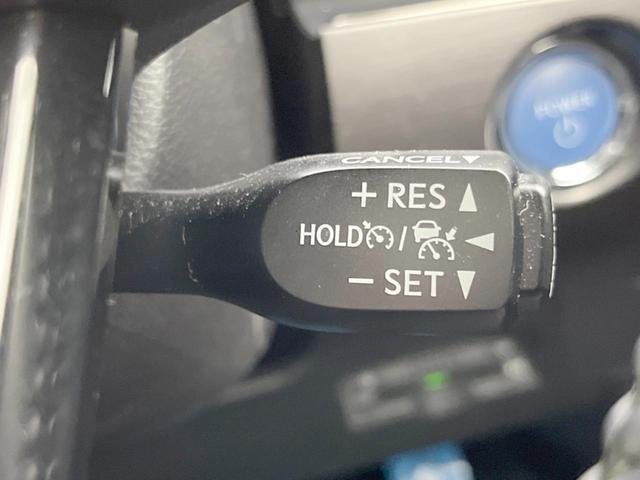 POWER
CANCEL▼
+ RES ▲
HOLD / ◀
− SET ▼